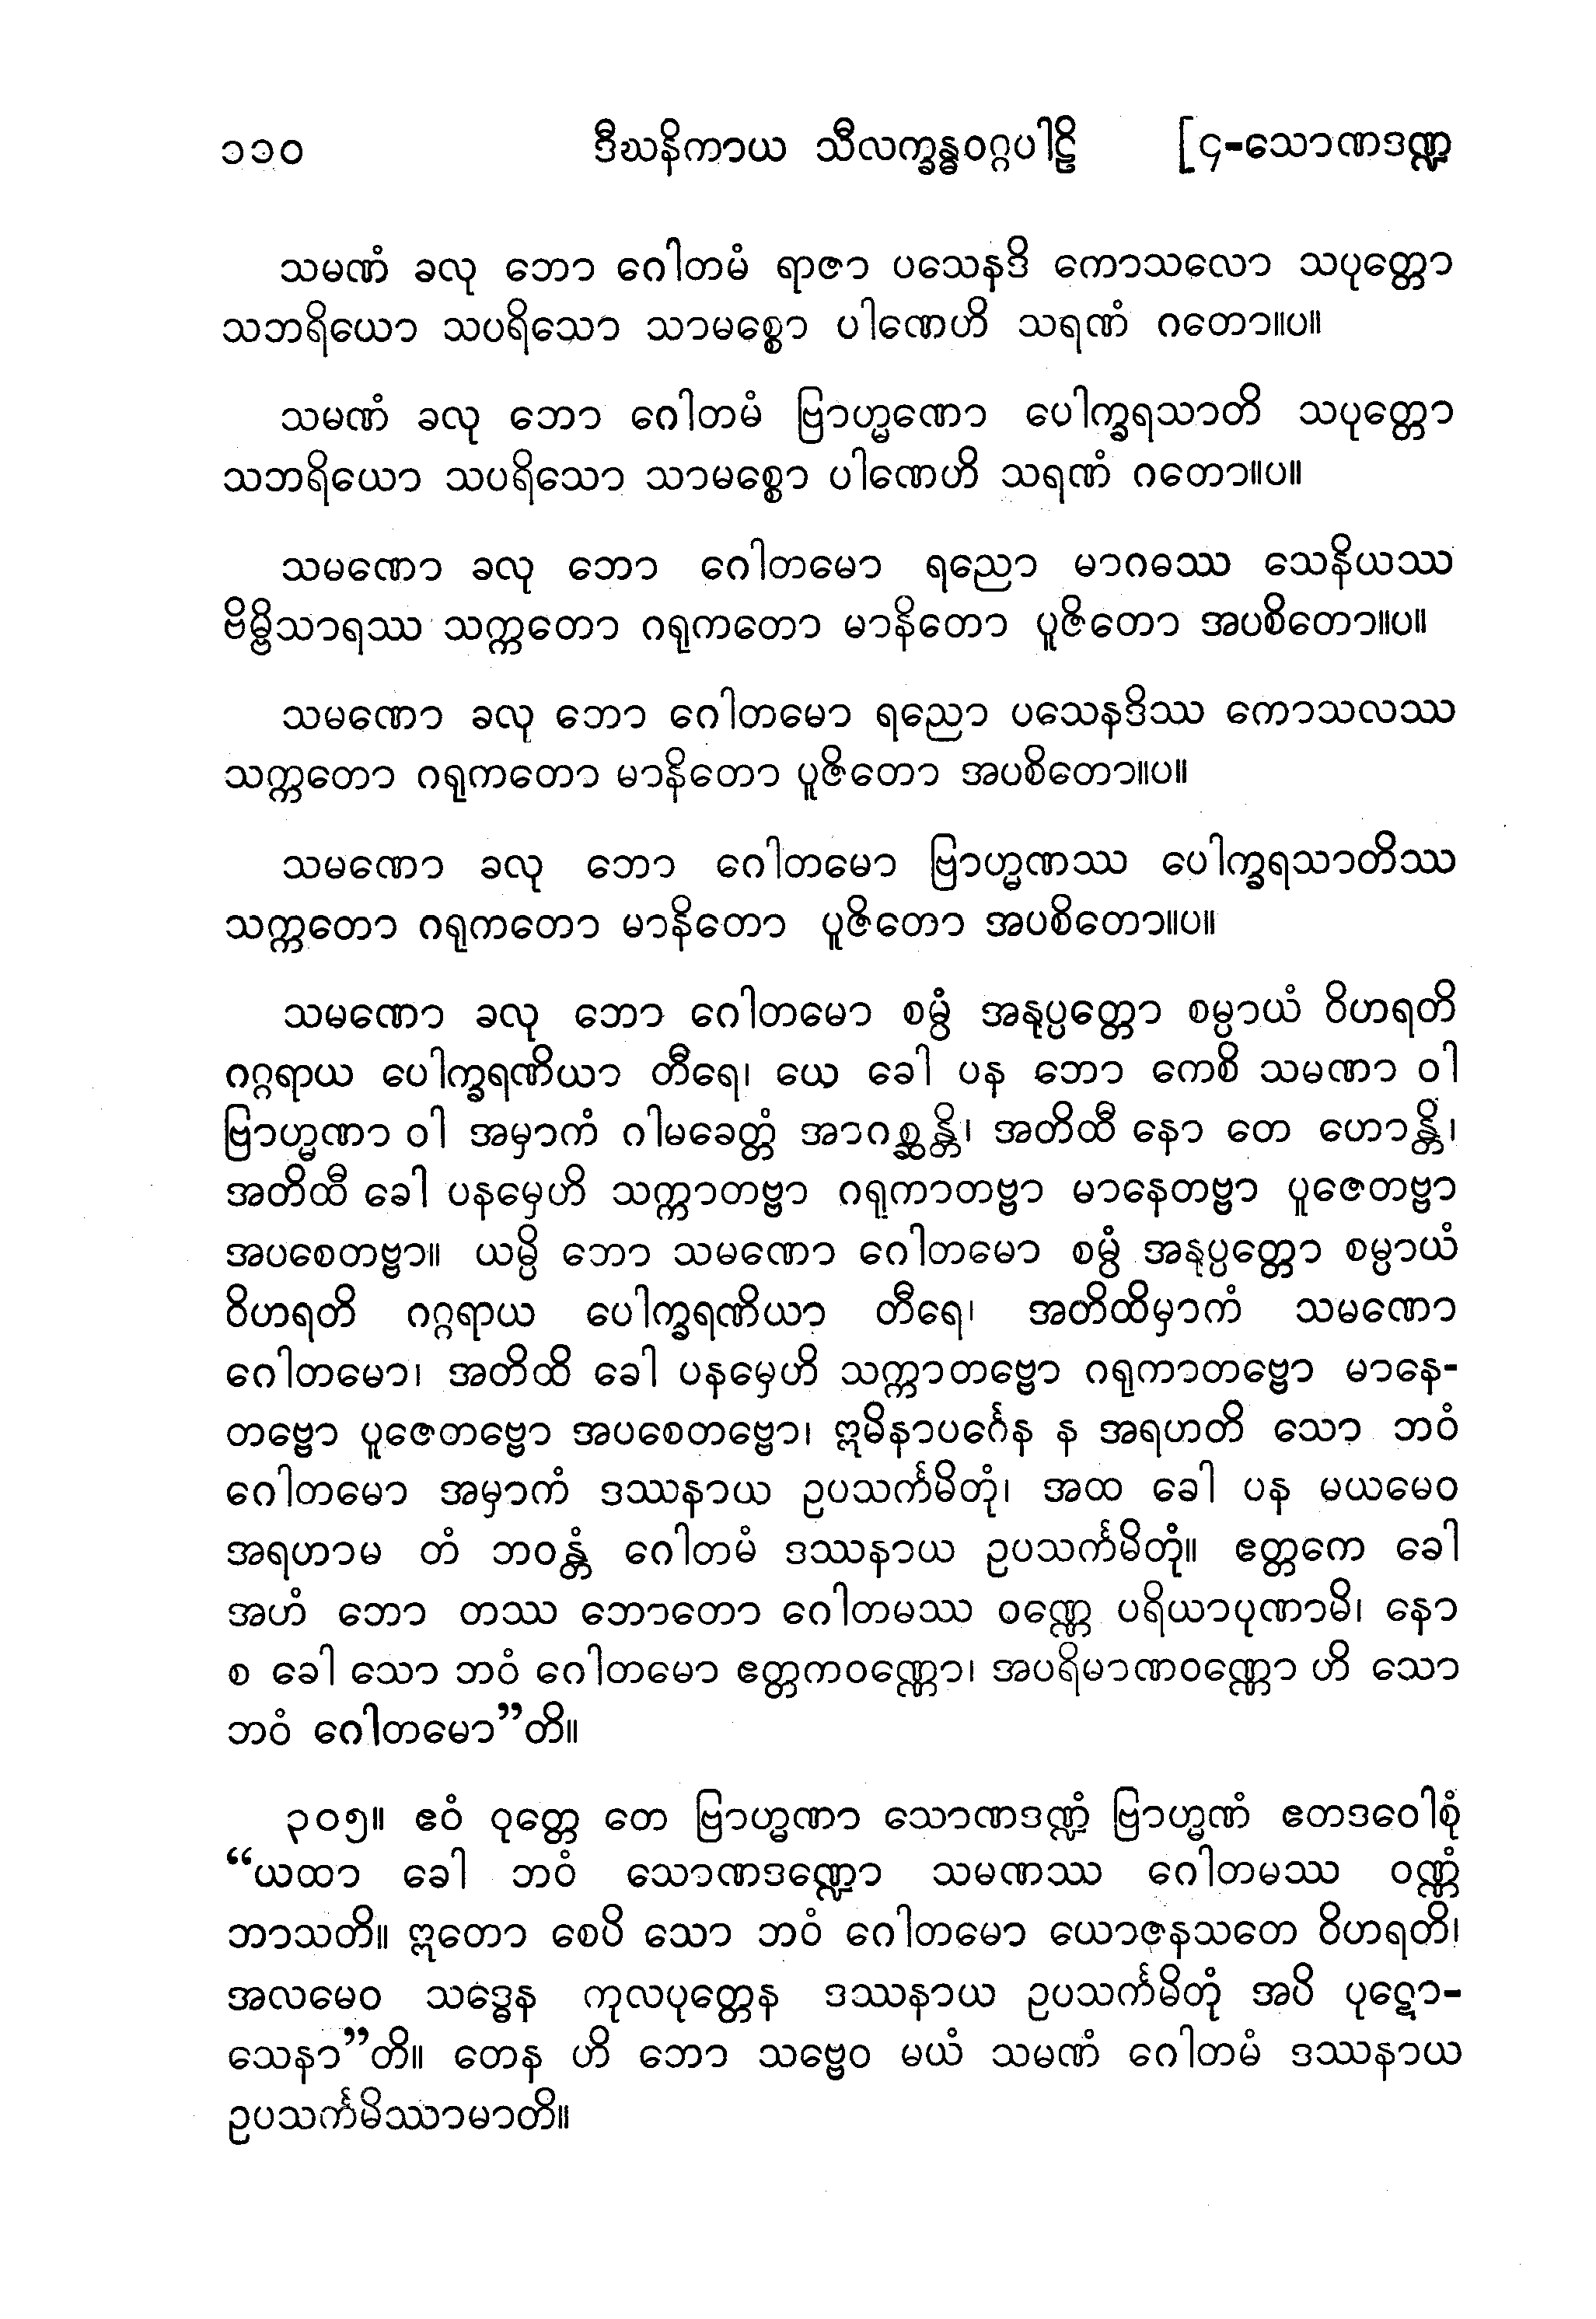 ၁၁၀ ဒီဃနိကာယ သီလက္ခန္ဓဝဂ္ဂပါဠိ [၄-သောဏဒဏ္ဍ
သမဏံ ခလု ဘော ဂေါတမံ ရာဇာ ပသေနဒိ ကောသလော သပုတ္တော
သဘရိယော သပရိသော သာမစ္စော ပါဏေဟိ သရဏံ ဂတော။ပ။
သမဏံ ခလု ဘော ဂေါတမံ ဗြာဟ္မဏော ပေါက္ခရသာတိ သပုတ္တော
သဘရိယော သပရိသော သာမစ္စော ပါဏေဟိ သရဏံ ဂတော။ပ။
သမဏော ခလု ဘော ဂေါတမော ရညော မာဂဓဿ သေနိယဿ
ဗိမ္ဗိသာရဿ သက္ကတော ဂရုကတော မာနိတော ပူဇိတော အပစိတော။ပ။
သမဏော ခလု ဘော ဂေါတမော ရညော ပသေနဒိဿ ကောသလဿ
သက္ကတော ဂရုကတော မာနိတော ပူဇိတော အပစိတော။ပ။
သမဏော ခလု ဘော ဂေါတမော ဗြာဟ္မဏဿ ပေါက္ခရသာတိဿ
သက္ကတော ဂရုကတော မာနိတော ပူဇိတော အပစိတော။ပ။
သမဏော ခလု ဘော ဂေါတမော စမ္ပံ အနုပ္ပတ္တော စမ္ပာယံ ဝိဟရတိ
ဂဂ္ဂရာယ ပေါက္ခရဏိယာ တီရေ၊ ယေ ခေါ ပန ဘော ကေစိ သမဏာ ဝါ
ဗြာဟ္မဏာ ဝါ အမှာကံ ဂါမခေတ္တံ အာဂစ္ဆန္တိ၊ အတိထီ နော တေ ဟောန္တိ၊
အတိထီ ခေါ ပနမှေဟိ သက္ကာတဗ္ဗာ ဂရုကာတဗ္ဗာ မာနေတဗ္ဗာ ပူဇေတဗ္ဗာ
အပစေတဗ္ဗာ။ ယမ္ပိ ဘော သမဏော ဂေါတမော စမ္ပံ အနုပ္ပတ္တော စမ္ပာယံ
ဝိဟရတိ ဂဂ္ဂရာယ ပေါက္ခရဏိယာ တီရေ၊ အတိထိမှာကံ သမဏော
ဂေါတမော၊ အတိထိ ခေါ ပနမှေဟိ သက္ကာတဗ္ဗော ဂရုကာတဗ္ဗော မာနေ-
တဗ္ဗော ပူဇေတဗ္ဗော အပစေတဗ္ဗော၊ ဣမိနာပင်္ဂေန န အရဟတိ သော ဘဝံ
ဂေါတမော အမှာကံ ဒဿနာယ ဥပသင်္ကမိတုံ၊ အထ ခေါ ပန မယမေဝ
အရဟာမ တံ ဘဝန္တံ ဂေါတမံ ဒဿနာယ ဥပသင်္ကမိတုံ။ ဧတ္တကေ ခေါ
အဟံ ဘော တဿ ဘောတော ဂေါတမဿ ဝဏ္ဏေ ပရိယာပုဏာမိ၊ နော
စ ခေါ သော ဘဝံ ဂေါတမော ဧတ္တကဝဏ္ဏော၊ အပရိမာဏဝဏ္ဏော ဟိ သော
ဘဝံ ဂေါတမော”တိ။
၃၀၅။ ဧဝံ ဝုတ္တေ တေ ဗြာဟ္မဏာ သောဏဒဏ္ဍံ ဗြာဟ္မဏံ ဧတဒဝေါစုံ
“ယထာ ခေါ ဘဝံ သောဏဒဏ္ဍော သမဏဿ ဂေါတမဿ ဝဏ္ဏံ
ဘာသတိ။ ဣတော စေပိ သော ဘဝံ ဂေါတမော ယောဇနသတေ ဝိဟရတိ၊
အလမေဝ သဒ္ဓေန ကုလပုတ္တေန ဒဿနာယ ဥပသင်္ကမိတုံ အပိ ပုဋော-
သေနာ”တိ။ တေန ဟိ ဘော သဗ္ဗေဝ မယံ သမဏံ ဂေါတမံ ဒဿနာယ
ဥပသင်္ကမိဿာမာတိ။